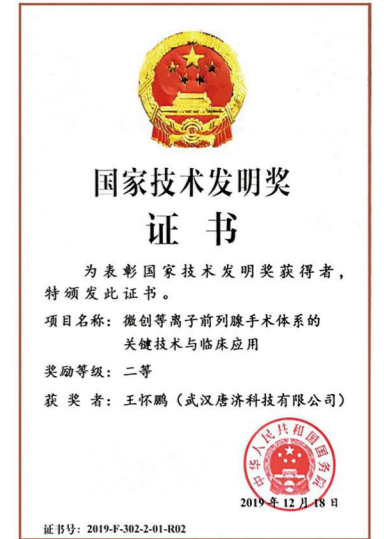 国家技术发明奖
证书
为表彰国家技术发明奖获得者，
特颁发此证书。
项目名称：微创等离子前列腺手术体系的
关键技术与临床应用
奖励等级：二等
获奖者：王怀鹏（武汉唐济科技有限公司）
中华人民共和国国务院
2019年12月18日
证书号：2019-F-302-2-01-R02